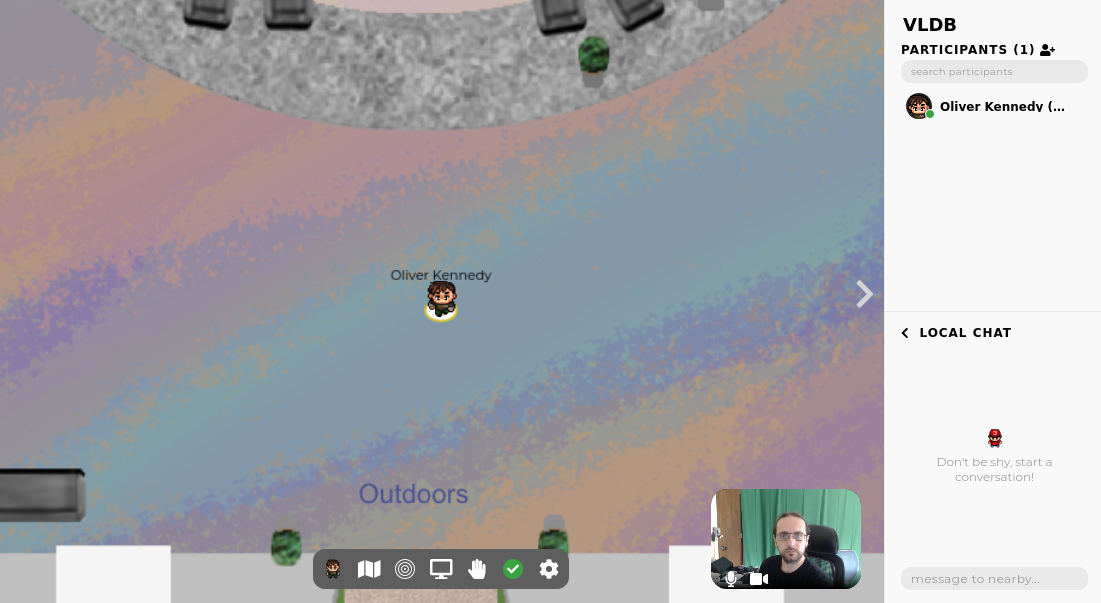 VLDB
PARTICIPANTS (1)
search participants
Oliver Kennedy (...
Oliver Kennedy
Outdoors
LOCAL CHAT
Don't be shy, start a
conversation!
message to nearby...